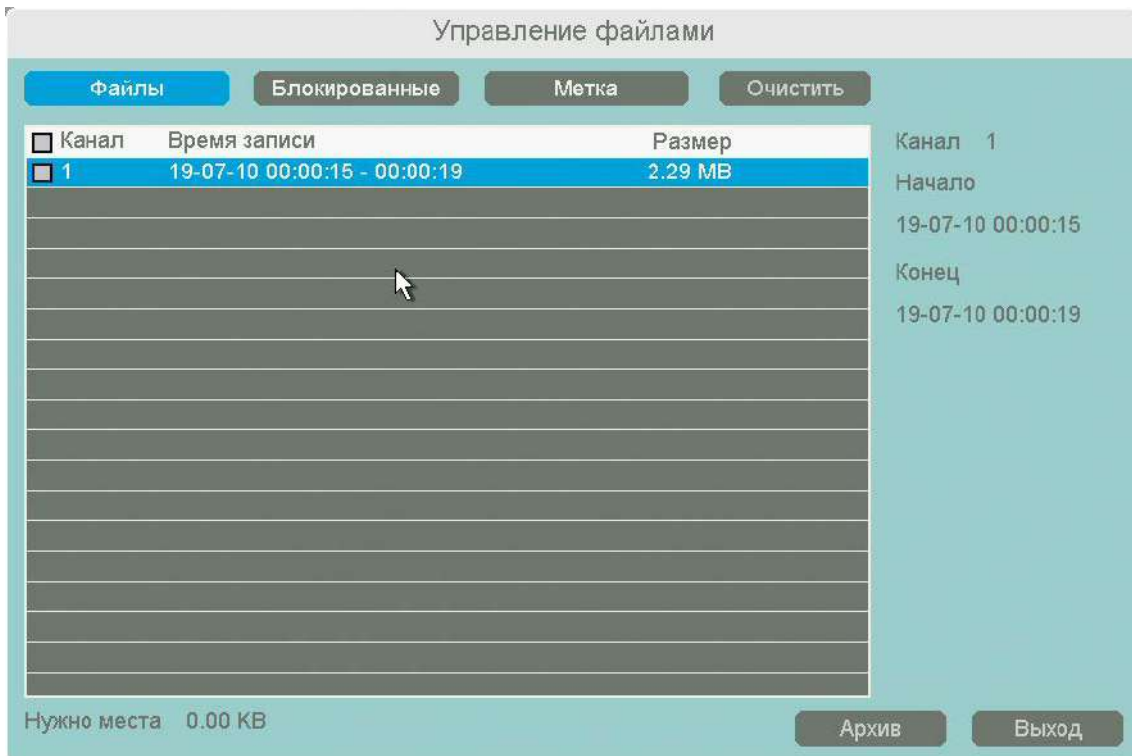 Управление файлами
Файлы Блокированные Метка Очистить
Канал Время записи Размер
1 19-07-10 00:00:15 - 00:00:19 2.29 MB
Канал 1
Начало
19-07-10 00:00:15
Конец
19-07-10 00:00:19
Нужно места 0.00 KB
Архив Выход